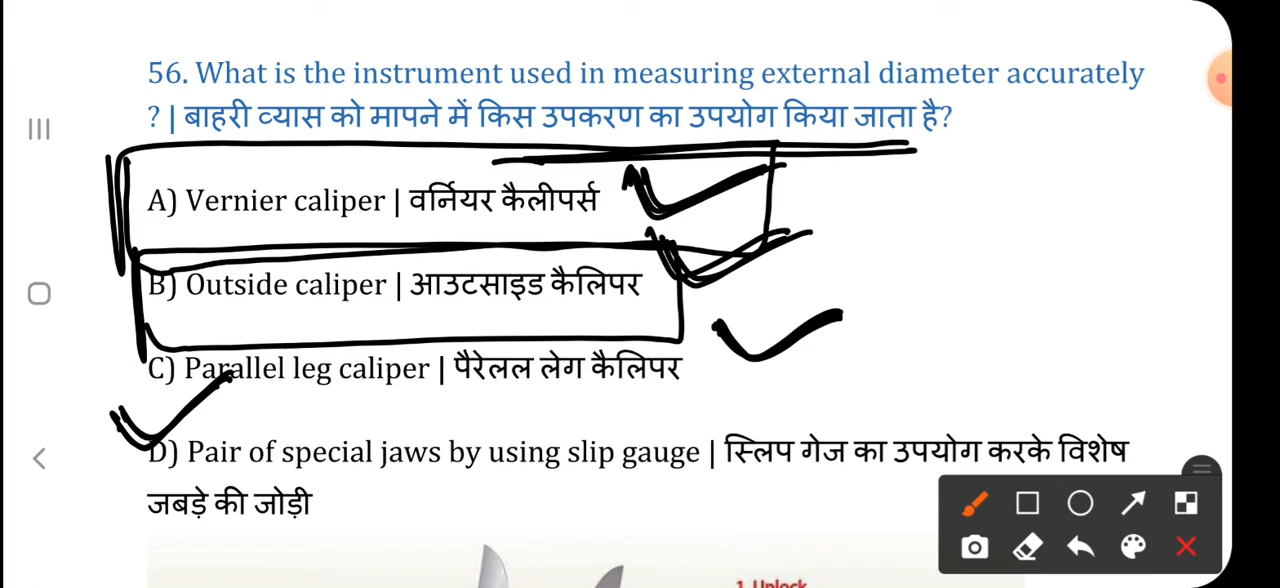 56. What is the instrument used in measuring external diameter accurately
? | बाहरी व्यास को मापने में किस उपकरण का उपयोग किया जाता है?
A) Vernier caliper | वर्नियर कैलीपर्स
B) Outside caliper | आउटसाइड कैलिपर
C) Parallel leg caliper | पैरेलल लेग कैलिपर
D) Pair of special jaws by using slip gauge | स्लिप गेज का उपयोग करके विशेष
जबड़े की जोड़ी
1. Unlock